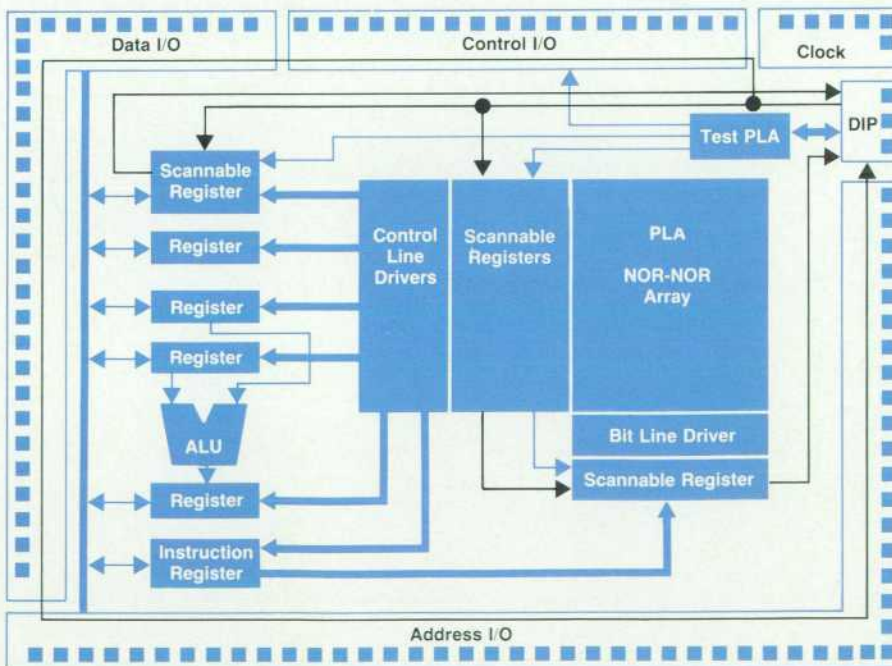 Data I/O
Control I/O
Clock
DIP
Test PLA
Scannable
Register
Register
Register
Register
ALU
Register
Instruction
Register
Control
Line
Drivers
Scannable
Registers
PLA
NOR-NOR
Array
Bit Line Driver
Scannable Register
Address I/O